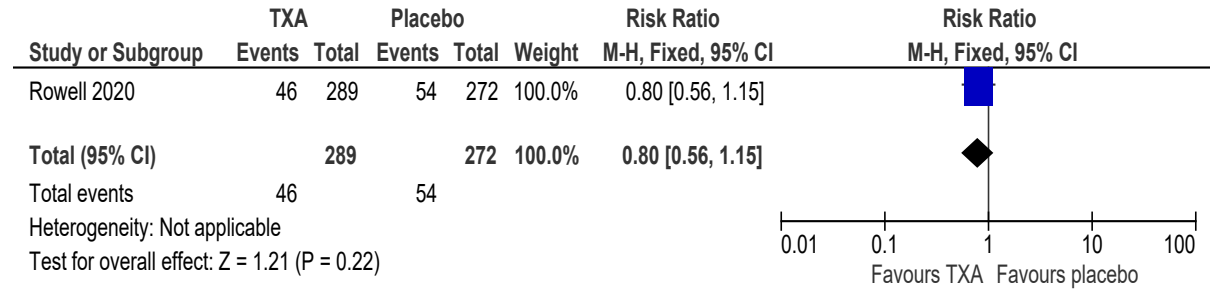 TXA Placebo Risk Ratio Risk Ratio
Study or Subgroup Events Total Events Total Weight M-H, Fixed, 95% CI M-H, Fixed, 95% CI
Rowell 2020 46 289 54 272 100.0% 0.80 [0.56, 1.15]
Total (95% CI) 289 272 100.0% 0.80 [0.56, 1.15]
Total events 46 54
Heterogeneity: Not applicable
Test for overall effect: Z = 1.21 (P = 0.22)
0.01 0.1 1 10 100
Favours TXA Favours placebo